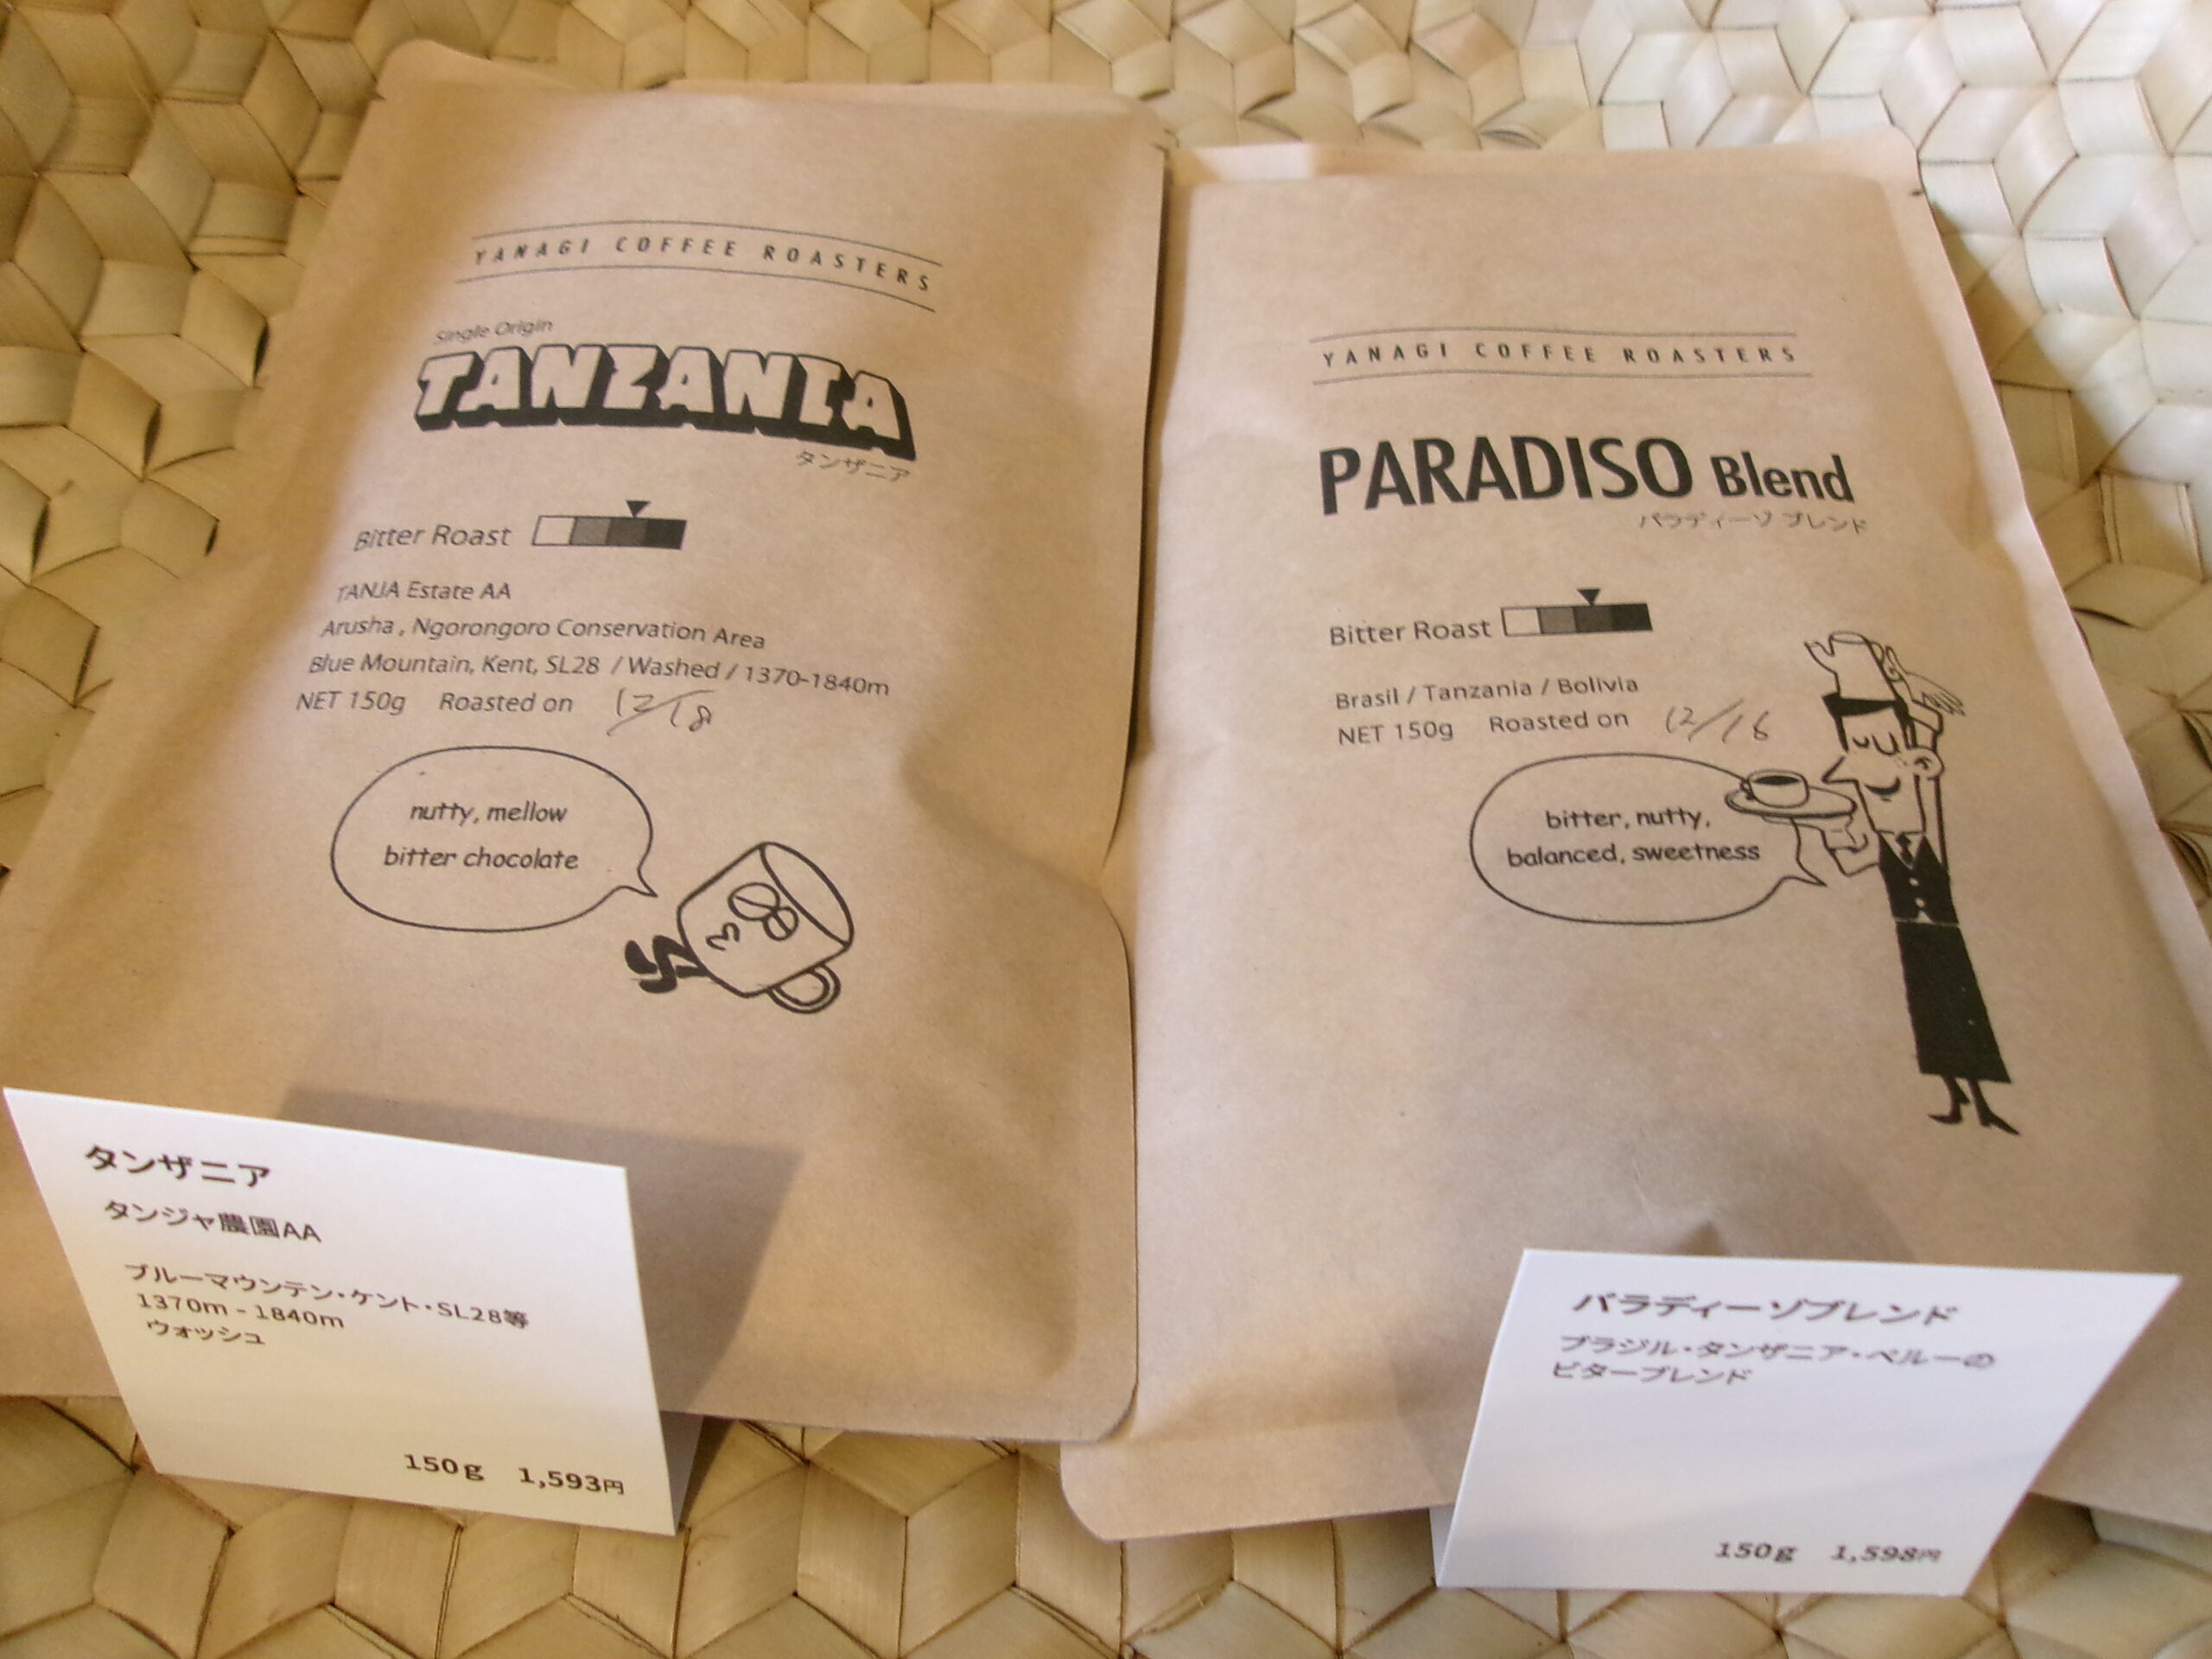 YANAGI COFFEE ROASTERS
Single Origin
TANZANIA
タンザニア
Bitter Roast
TANJA Estate AA
Arusha , Ngorongoro Conservation Area
Blue Mountain, Kent, SL28 / Washed / 1370-1840m
NET 150g Roasted on 12/18
nutty, mellow
bitter chocolate
タンザニア
タンジャ農園AA
ブルーマウンテン・ケント・SL28等
1370m - 1840m
ウォッシュ
150g 1,593円
YANAGI COFFEE ROASTERS
PARADISO Blend
パラディーゾ ブレンド
Bitter Roast
Brasil / Tanzania / Bolivia
NET 150g Roasted on 12/16
bitter, nutty,
balanced, sweetness
パラディーゾブレンド
ブラジル・タンザニア・ペルーの
ビターブレンド
150g 1,598円